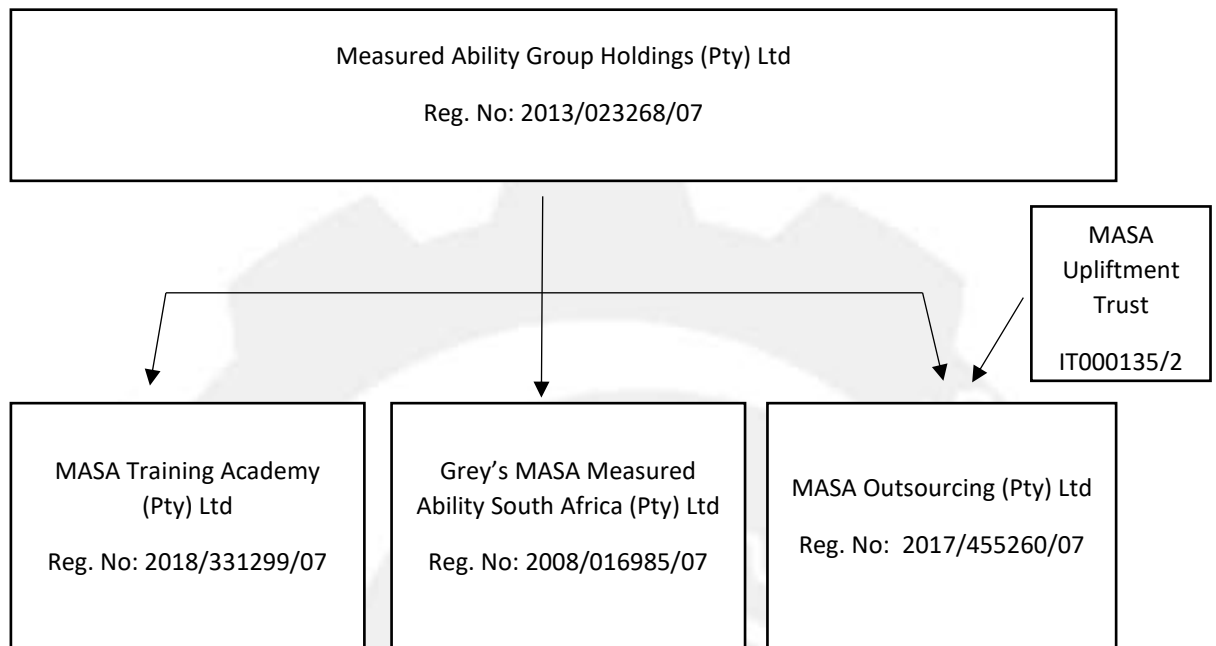 Measured Ability Group Holdings (Pty) Ltd
Reg. No: 2013/023268/07
MASA
Upliftment
Trust
IT000135/2
MASA Training Academy
(Pty) Ltd
Reg. No: 2018/331299/07
Grey’s MASA Measured
Ability South Africa (Pty) Ltd
Reg. No: 2008/016985/07
MASA Outsourcing (Pty) Ltd
Reg. No:  2017/455260/07